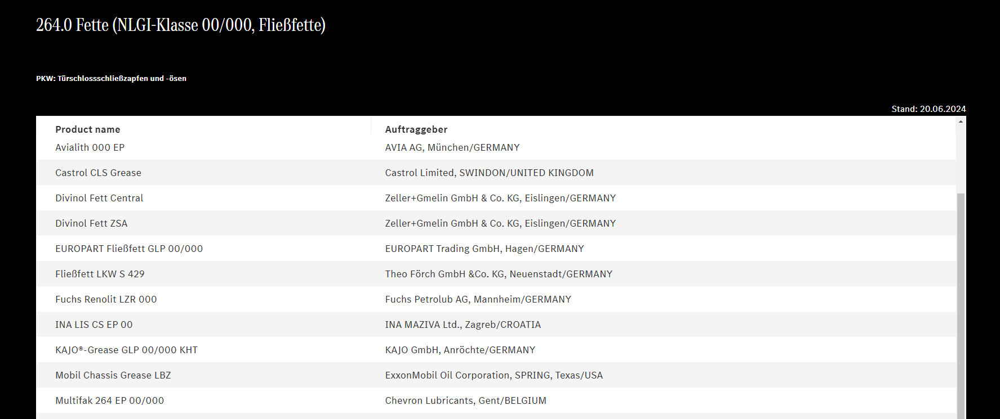 264.0 Fette (NLGI-Klasse 00/000, Fließfette)
PKW: Türschlossschließzapfen und -ösen
Stand: 20.06.2024
Product name Auftraggeber
Avialith 000 EP AVIA AG, München/GERMANY
Castrol CLS Grease Castrol Limited, SWINDON/UNITED KINGDOM
Divinol Fett Central Zeller+Gmelin GmbH & Co. KG, Eislingen/GERMANY
Divinol Fett ZSA Zeller+Gmelin GmbH & Co. KG, Eislingen/GERMANY
EUROPART Fließfett GLP 00/000 EUROPART Trading GmbH, Hagen/GERMANY
Fließfett LKW S 429 Theo Förch GmbH &Co. KG, Neuenstadt/GERMANY
Fuchs Renolit LZR 000 Fuchs Petrolub AG, Mannheim/GERMANY
INA LIS CS EP 00 INA MAZIVA Ltd., Zagreb/CROATIA
KAJO®-Grease GLP 00/000 KHT KAJO GmbH, Anröchte/GERMANY
Mobil Chassis Grease LBZ ExxonMobil Oil Corporation, SPRING, Texas/USA
Multifak 264 EP 00/000 Chevron Lubricants, Gent/BELGIUM